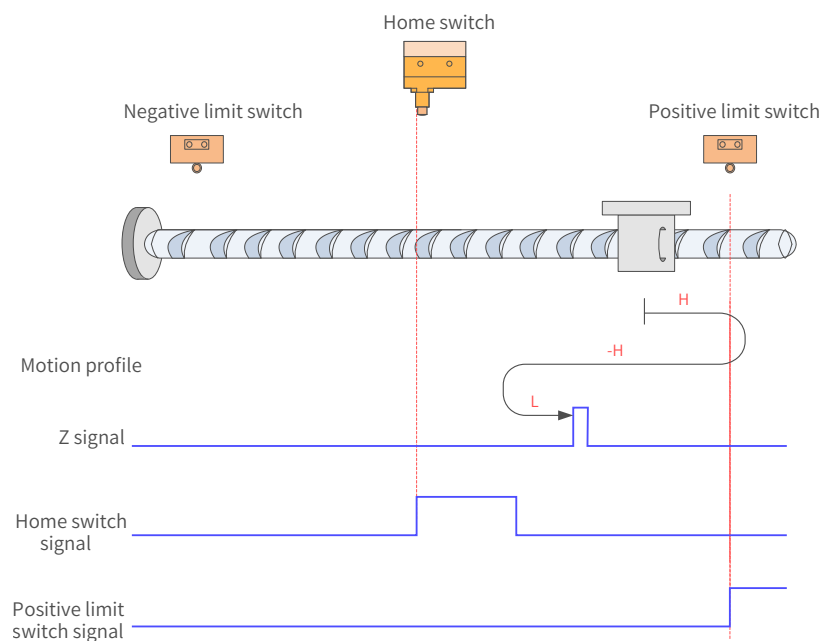 Home switch
Negative limit switch
Positive limit switch
H
-H
Motion profile
L
Z signal
Home switch
signal
Positive limit
switch signal